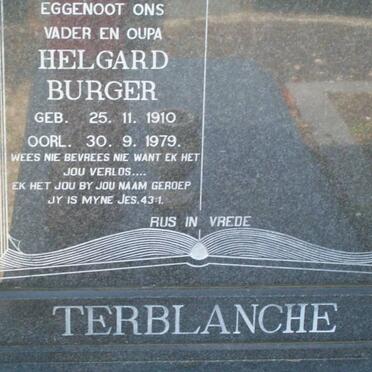 EGGENOOT ONS
VADER EN OUPA
HELGARD
BURGER
GEB. 25. 11. 1910
OORL. 30. 9. 1979.
WEES NIE BEVREES NIE WANT EK HET
JOU VERLOS....
EK HET JOU BY JOU NAAM GEROEP
JY IS MYNE JES. 43:1.
RUS IN VREDE
TERBLANCHE